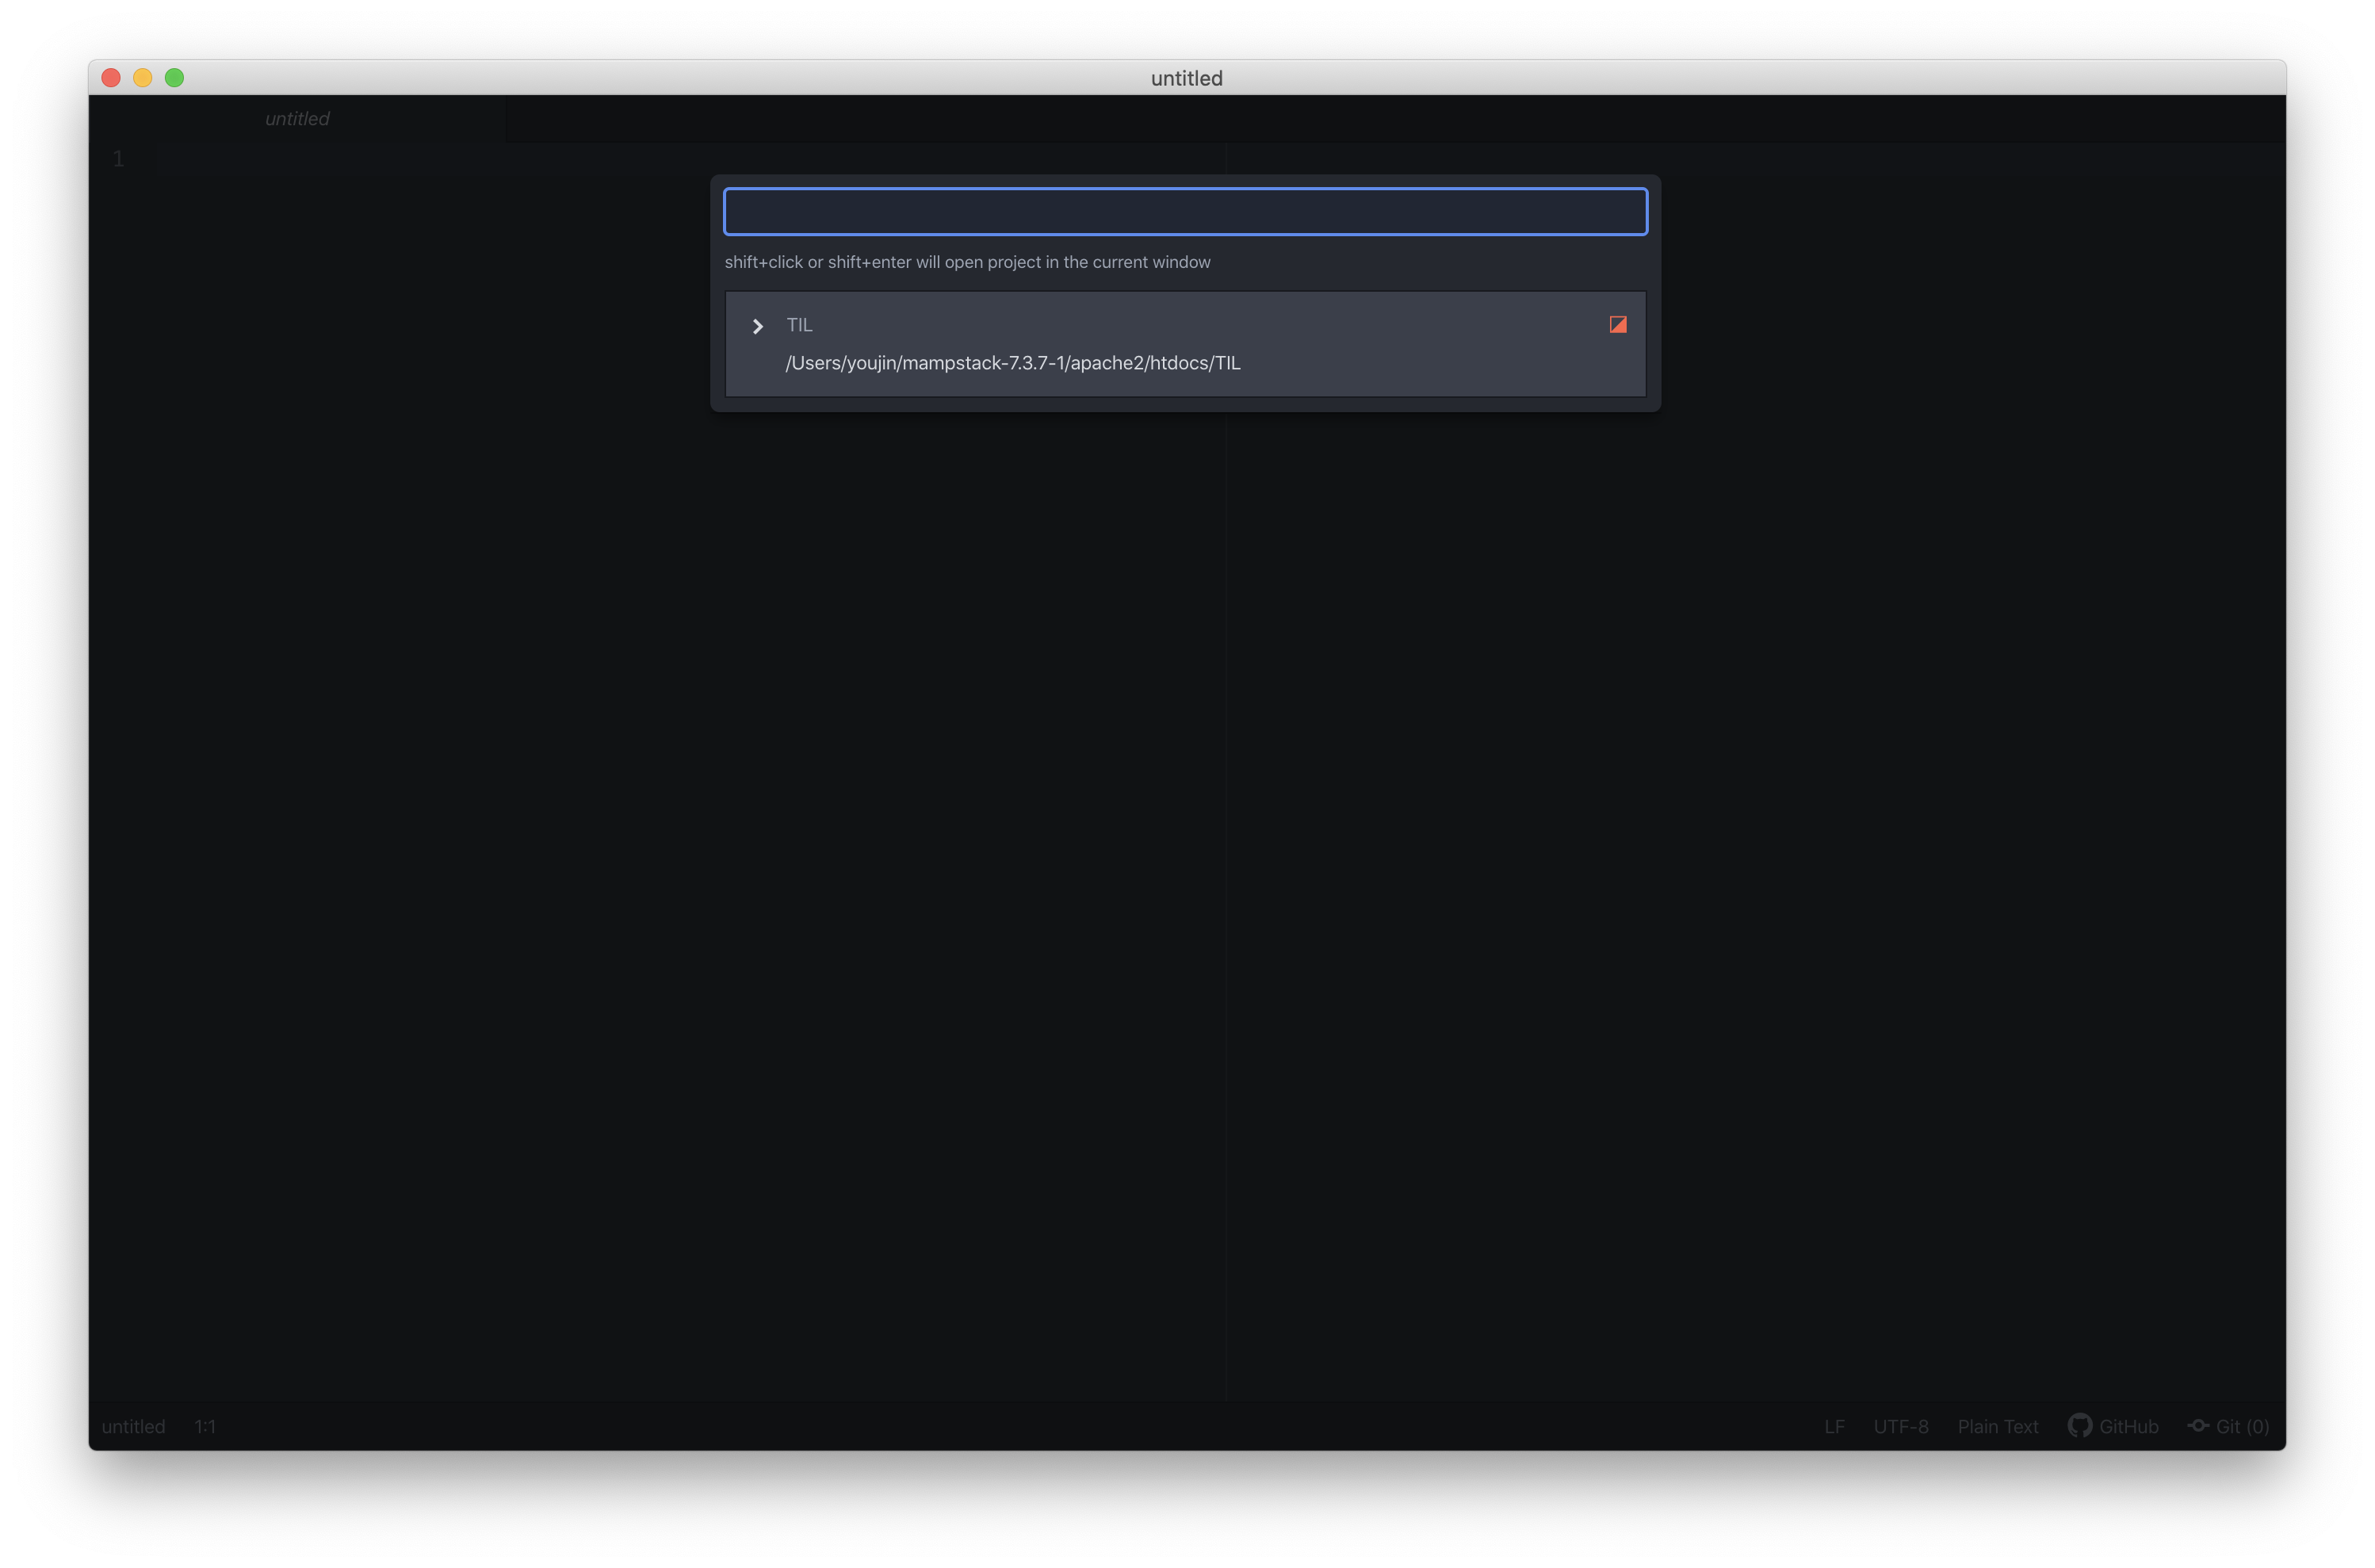 untitled
untitled
1
shift+click or shift+enter will open project in the current window
TIL
/Users/youjin/mampstack-7.3.7-1/apache2/htdocs/TIL
untitled 1:1 LF UTF-8 Plain Text GitHub Git (0)